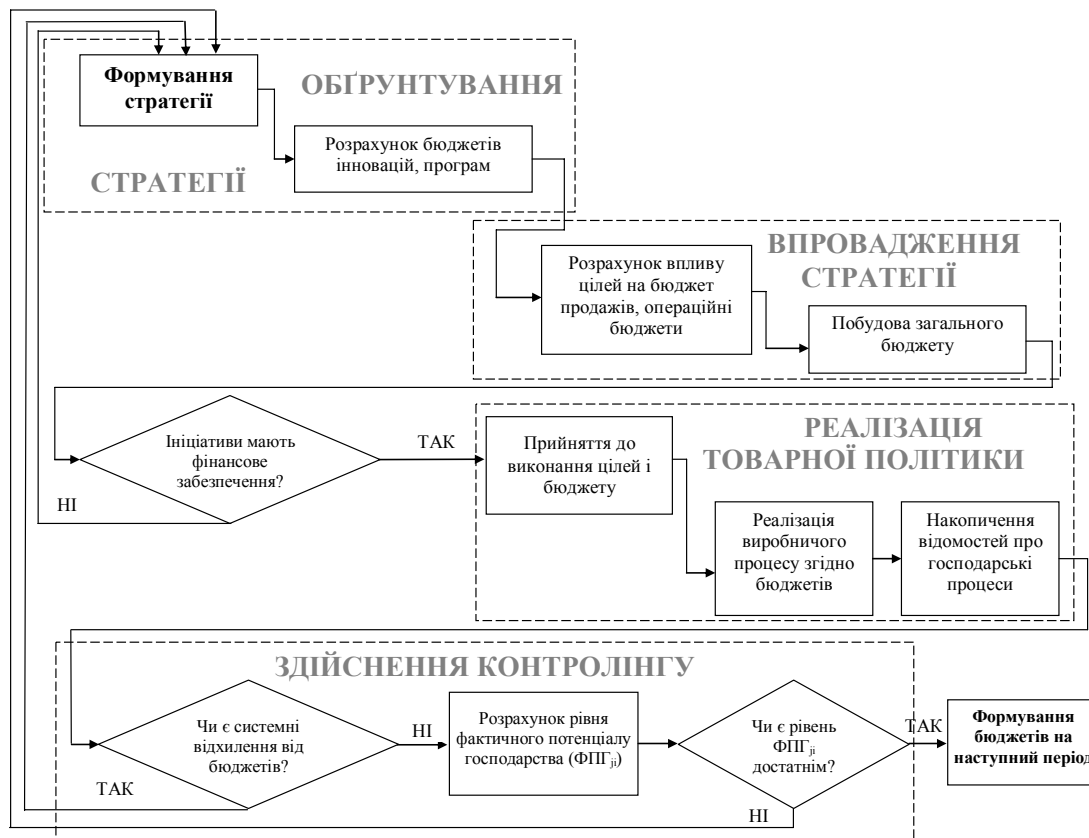 Формування
стратегії
ОБҐРУНТУВАННЯ
Розрахунок бюджетів
інновацій, програм
СТРАТЕГІЇ
ВПРОВАДЖЕННЯ
СТРАТЕГІЇ
Розрахунок впливу
цілей на бюджет
продажів, операційні
бюджети
Побудова загального
бюджету
Ініціативи мають
фінансове
забезпечення?
ТАК
НІ
РЕАЛІЗАЦІЯ
ТОВАРНОЇ ПОЛІТИКИ
Прийняття до
виконання цілей і
бюджету
Реалізація
виробничого
процесу згідно
бюджетів
Накопичення
відомостей про
господарські
процеси
ЗДІЙСНЕННЯ КОНТРОЛІНГУ
Чи є системні
відхилення від
бюджетів?
НІ
ТАК
Розрахунок рівня
фактичного потенціалу
господарства (ФПГji)
Чи є рівень
ФПГji
достатнім?
ТАК
НІ
Формування
бюджетів на
наступний період